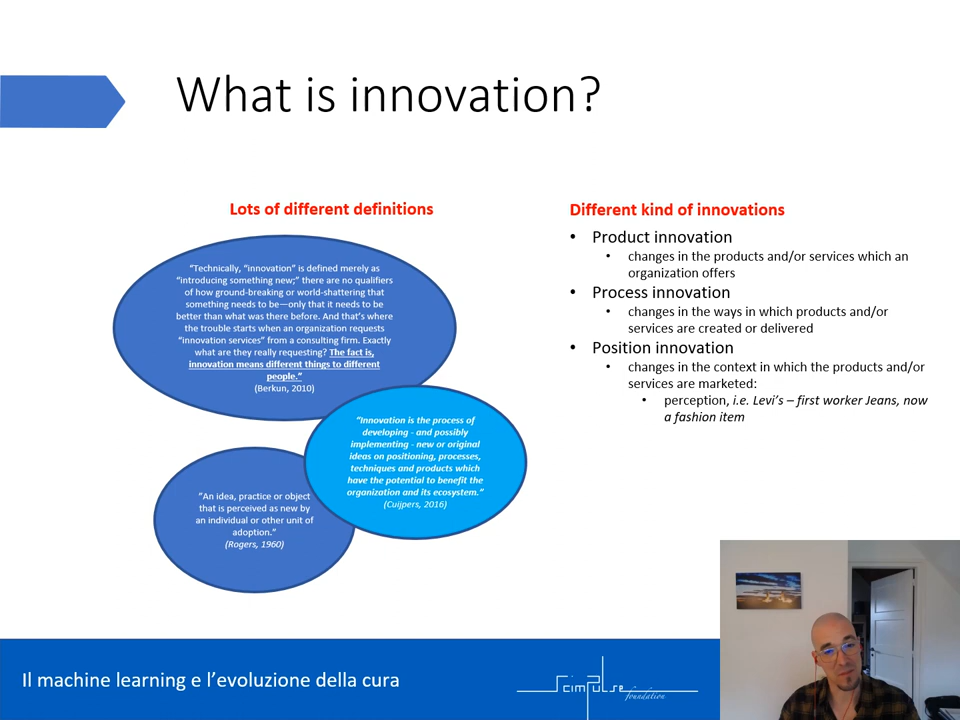 What is innovation?
Lots of different definitions
“Technically, “innovation” is defined merely as
“introducing something new;” there are no qualifiers
of how ground-breaking or world-shattering that
something needs to be—only that it needs to be
better than what was there before. And that’s where
the trouble starts when an organization requests
“innovation services” from a consulting firm. Exactly
what are they really requesting? The fact is,
innovation means different things to different
people.”
(Berkun, 2010)
“Innovation is the process of
developing - and possibly
implementing - new or original
ideas on positioning, processes,
techniques and products which
have the potential to benefit the
organization and its ecosystem.”
(Cuijpers, 2016)
“An idea, practice or object
that is perceived as new by
an individual or other unit of
adoption.”
(Rogers, 1960)
Different kind of innovations
• Product innovation
• changes in the products and/or services which an
organization offers
• Process innovation
• changes in the ways in which products and/or
services are created or delivered
• Position innovation
• changes in the context in which the products and/or
services are marketed:
• perception, i.e. Levi’s – first worker Jeans, now
a fashion item
Il machine learning e l’evoluzione della cura
SciMPulse
foundation